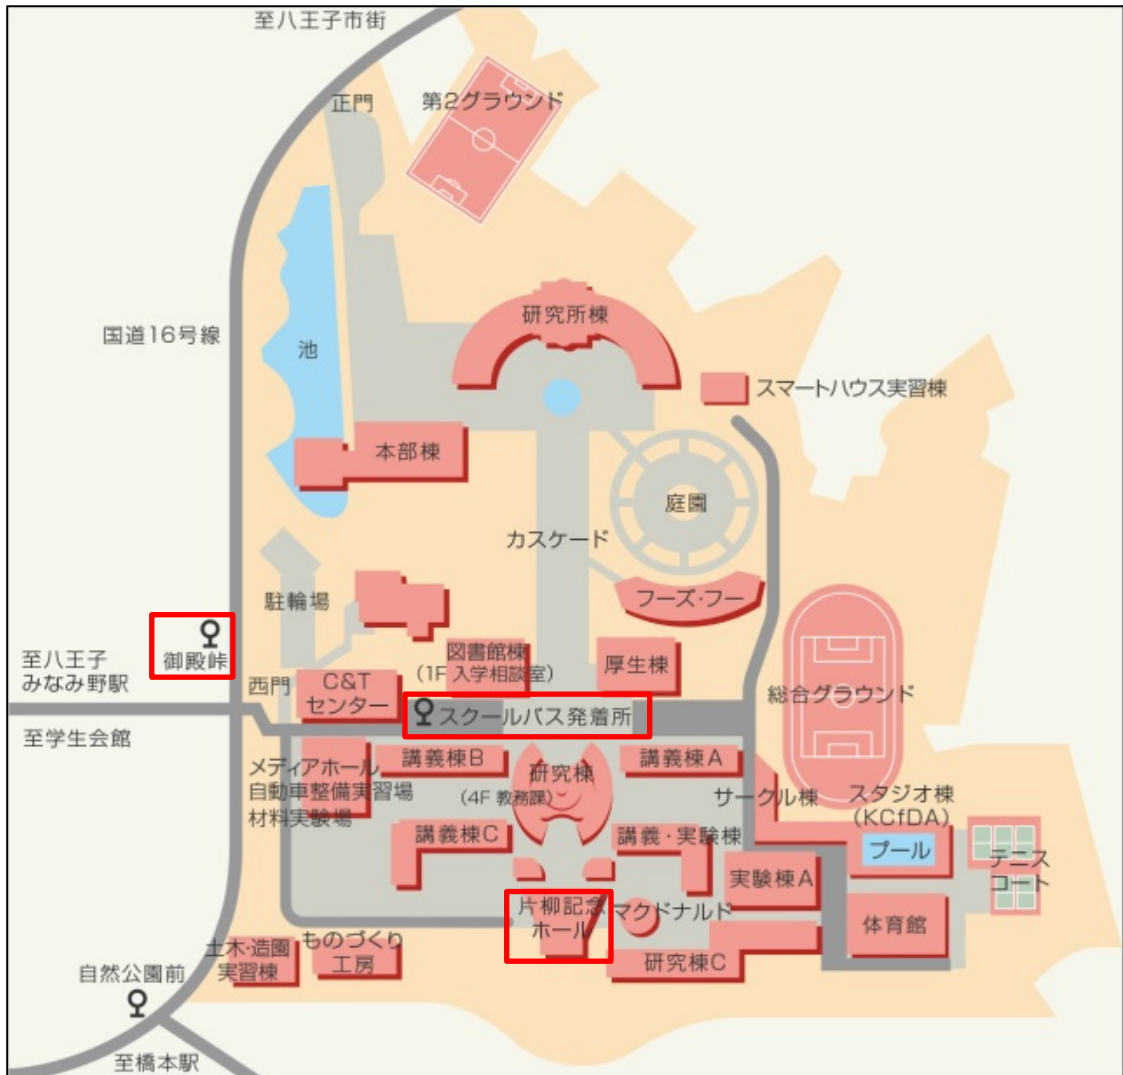 至八王子市街
正門
第2グラウンド
国道16号線
池
研究所棟
スマートハウス実習棟
本部棟
庭園
カスケード
駐輪場
フーズ・フー
御殿峠
至八王子
みなみ野駅
至学生会館
西門
C&T
センター
図書館棟
(1F 入学相談室)
厚生棟
総合グラウンド
スクールバス発着所
メディアホール
自動車整備実習場
材料実験場
講義棟B
研究棟
(4F 教務課)
講義棟A
サークル棟
スタジオ棟
(KCfDA)
プール
テニス
コート
講義棟C
講義・実験棟
実験棟A
片柳記念
ホール
マクドナルド
体育館
土木・造園
実習棟
ものづくり
工房
研究棟C
自然公園前
至橋本駅